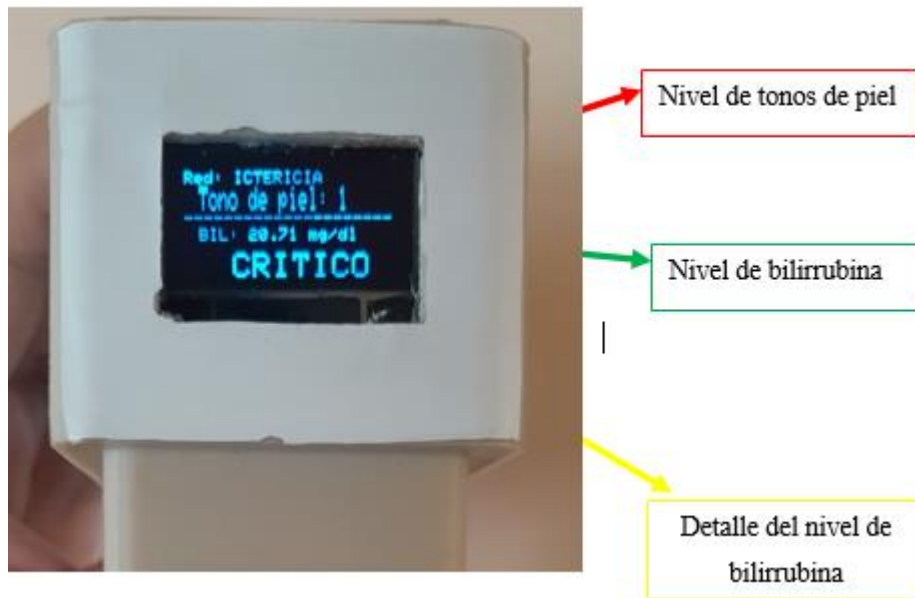 Red: ICTERICIA
Tono de piel: 1
BIL: 20.71 mg/dl
CRITICO
Nivel de tonos de piel
Nivel de bilirrubina
Detalle del nivel de
bilirrubina